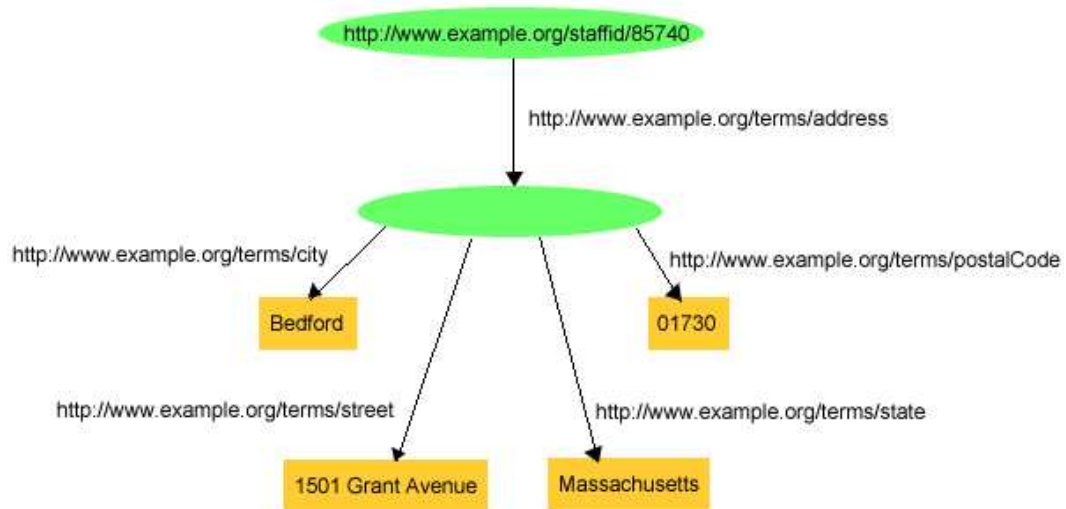 http://www.example.org/staffid/85740
http://www.example.org/terms/address
http://www.example.org/terms/city
http://www.example.org/terms/postalCode
Bedford
01730
http://www.example.org/terms/street
http://www.example.org/terms/state
1501 Grant Avenue
Massachusetts